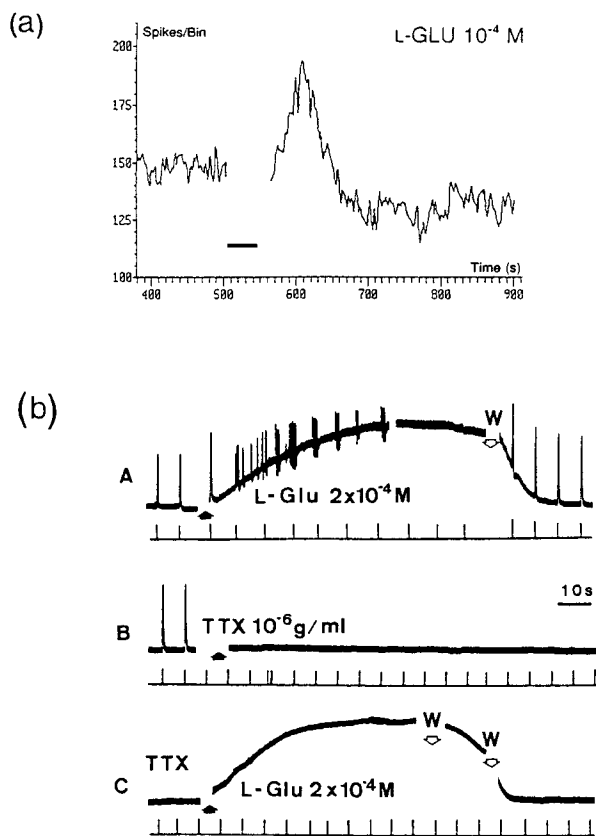 (a)
Spikes/Bin
L-GLU 10⁻⁴ M
200
175
150
125
100
Time (s)
400 500 600 700 800 900
(b)
A
L-Glu 2x10⁻⁴M
W
10s
B
TTX 10⁻⁶g/ml
C
TTX
L-Glu 2x10⁻⁴M
W
W